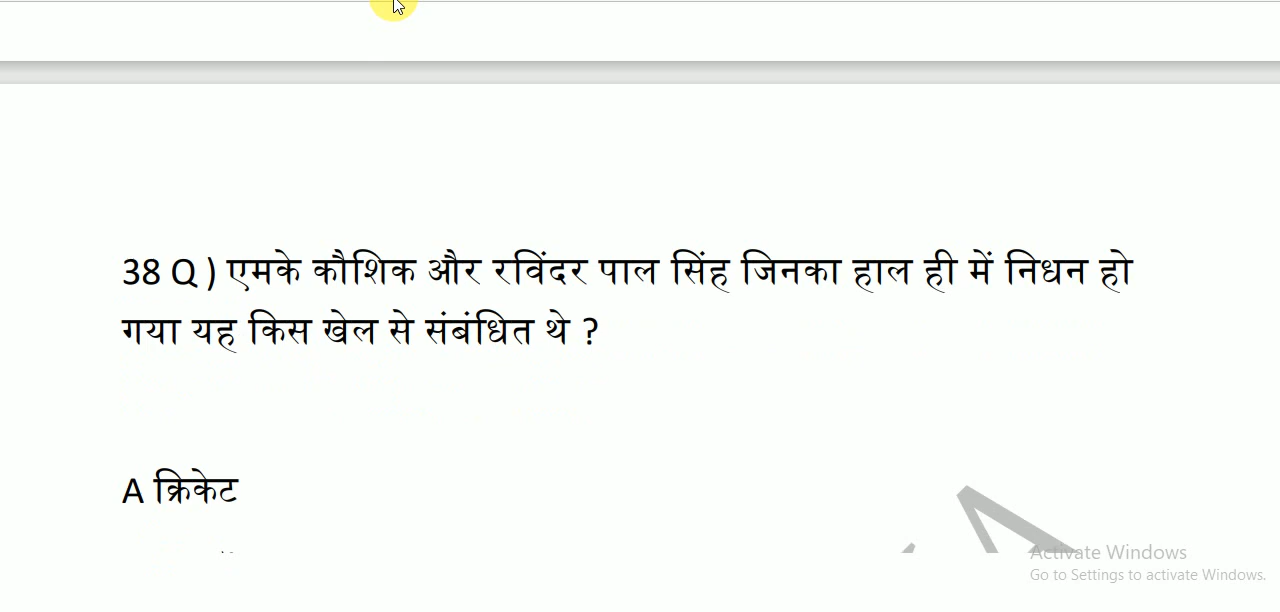 38 Q ) एमके कौशिक और रविंदर पाल सिंह जिनका हाल ही में निधन हो
गया यह किस खेल से संबंधित थे ?
A क्रिकेट
Activate Windows
Go to Settings to activate Windows.